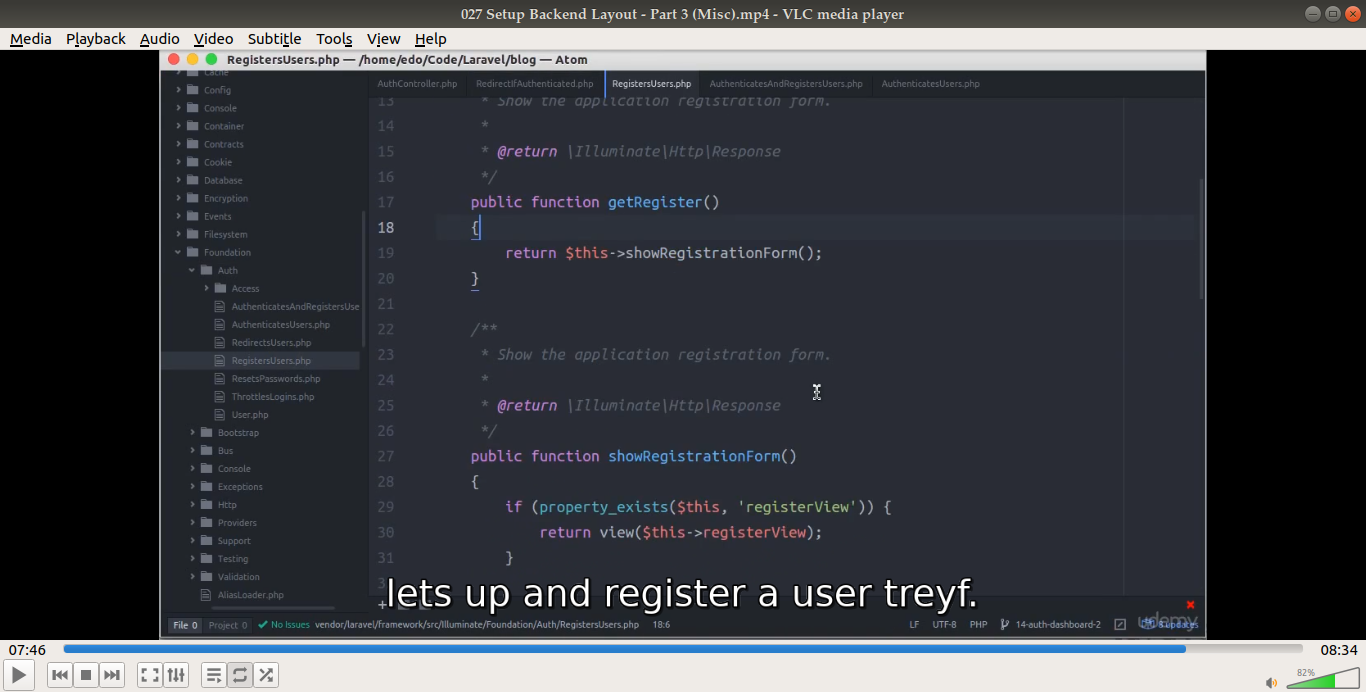 027 Setup Backend Layout - Part 3 (Misc).mp4 - VLC media player
Media Playback Audio Video Subtitle Tools View Help
RegistersUsers.php — /home/edo/Code/Laravel/blog — Atom
AuthController.php RedirectIfAuthenticated.php RegistersUsers.php AuthenticatesAndRegistersUsers.php AuthenticatesUsers.php
Cache
Config
Console
Container
Contracts
Cookie
Database
Encryption
Events
Filesystem
Foundation
Auth
Access
AuthenticatesAndRegistersUse
AuthenticatesUsers.php
RedirectsUsers.php
RegistersUsers.php
ResetsPasswords.php
ThrottlesLogins.php
User.php
Bootstrap
Bus
Console
Exceptions
Http
Providers
Support
Testing
Validation
AliasLoader.php
13 * Show the application registration form.
14 *
15 * @return \Illuminate\Http\Response
16 */
17 public function getRegister()
18 {
19 return $this->showRegistrationForm();
20 }
21
22 /**
23 * Show the application registration form.
24 *
25 * @return \Illuminate\Http\Response
26 */
27 public function showRegistrationForm()
28 {
29 if (property_exists($this, 'registerView')) {
30 return view($this->registerView);
31 }
lets up and register a user treyf.
File 0 Project 0 No Issues vendor/laravel/framework/src/Illuminate/Foundation/Auth/RegistersUsers.php 18:6 LF UTF-8 PHP 14-auth-dashboard-2 updates
udemy
07:46 08:34
82%